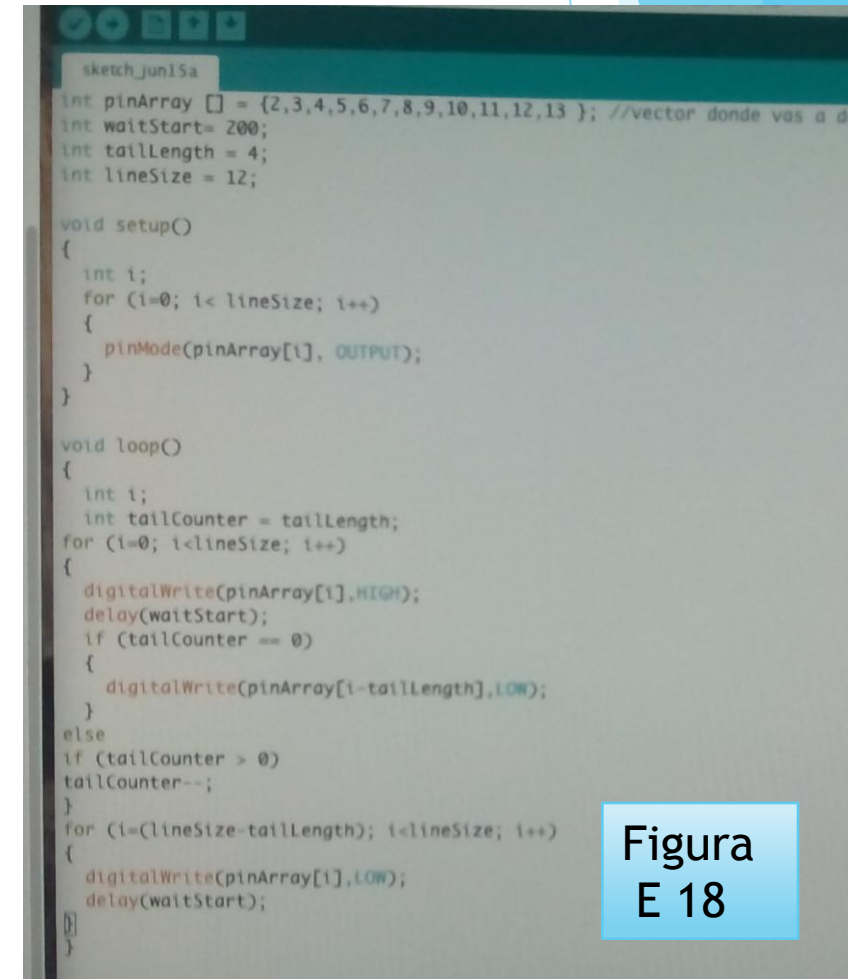 sketch_jun15a
int pinArray [] = {2,3,4,5,6,7,8,9,10,11,12,13 }; //vector donde vas a
int waitStart= 200;
int tailLength = 4;
int lineSize = 12;
void setup()
{
int i;
for (i=0; i< lineSize; i++)
{
pinMode(pinArray[i], OUTPUT);
}
}
void loop()
{
int i;
int tailCounter = tailLength;
for (i=0; i<lineSize; i++)
{
digitalWrite(pinArray[i],HIGH);
delay(waitStart);
if (tailCounter == 0)
{
digitalWrite(pinArray[i-tailLength],LOW);
}
else
if (tailCounter > 0)
tailCounter--;
}
for (i=(lineSize-tailLength); i<lineSize; i++)
{
digitalWrite(pinArray[i],LOW);
delay(waitStart);
}
}
Figura
E 18